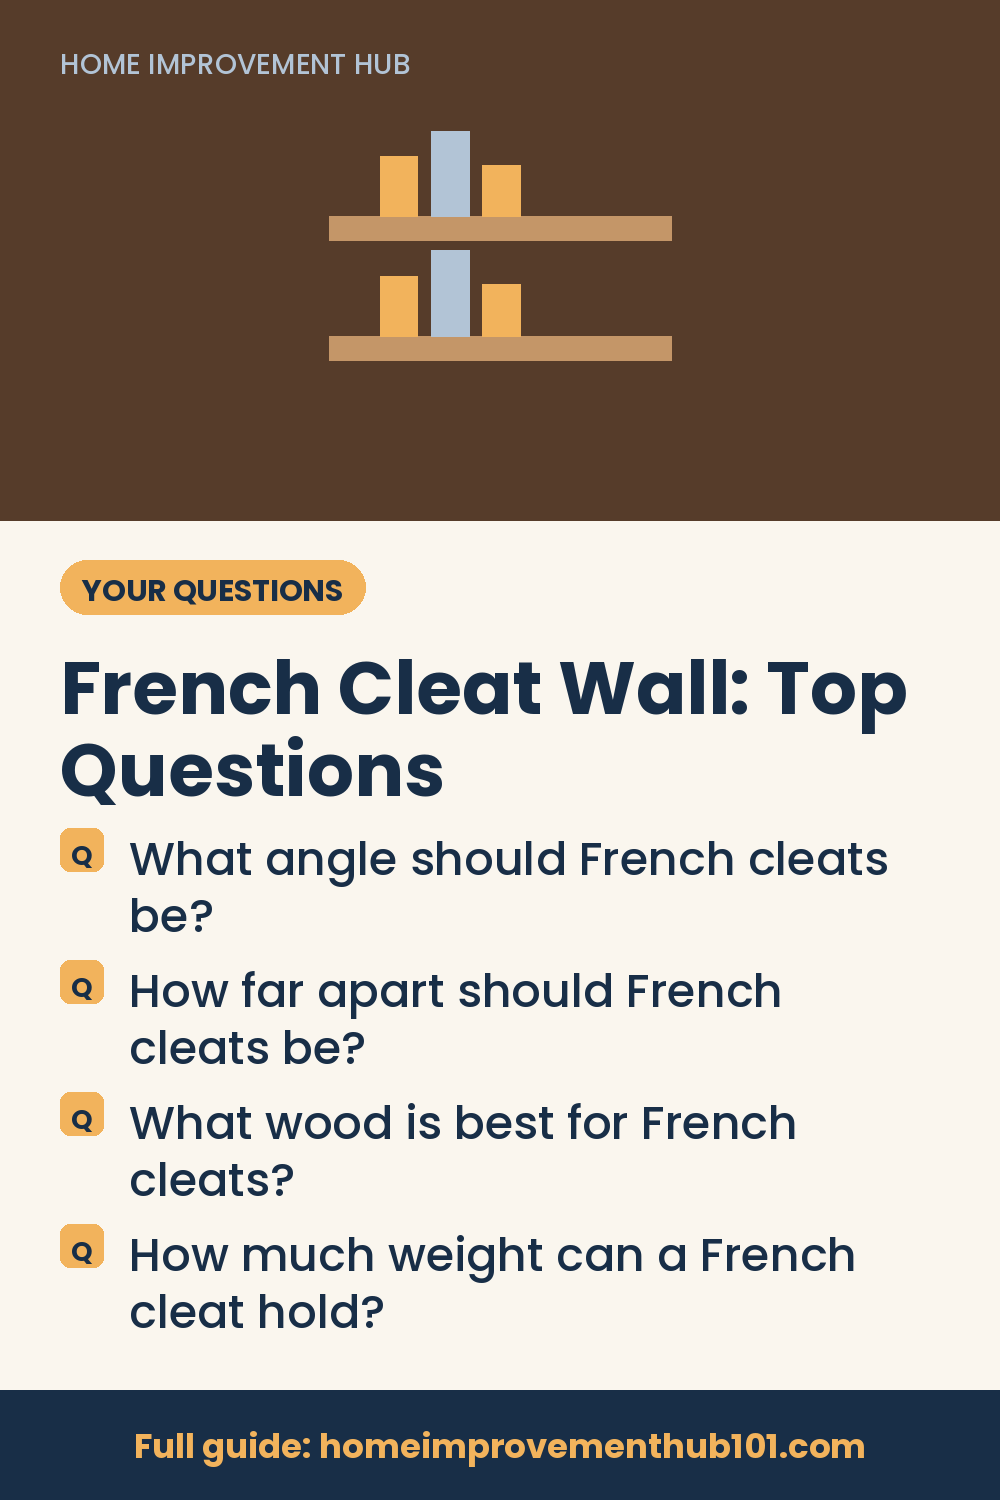 HOME IMPROVEMENT HUB
YOUR QUESTIONS
French Cleat Wall: Top
Questions
Q What angle should French cleats
be?
Q How far apart should French
cleats be?
Q What wood is best for French
cleats?
Q How much weight can a French
cleat hold?
Full guide: homeimprovementhub101.com